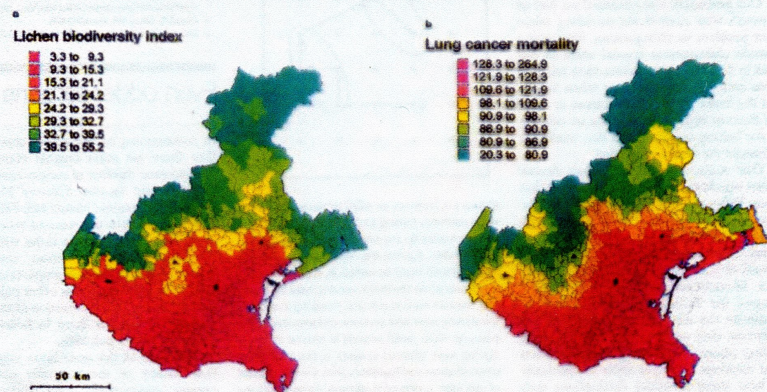 a
Lichen biodiversity index
3.3 to 9.3
9.3 to 15.3
15.3 to 21.1
21.1 to 24.2
24.2 to 29.3
29.3 to 32.7
32.7 to 39.5
39.5 to 55.2
50 km
b
Lung cancer mortality
128.3 to 264.9
121.9 to 128.3
109.6 to 121.9
98.1 to 109.6
90.9 to 98.1
86.9 to 90.9
80.9 to 86.9
20.3 to 80.9